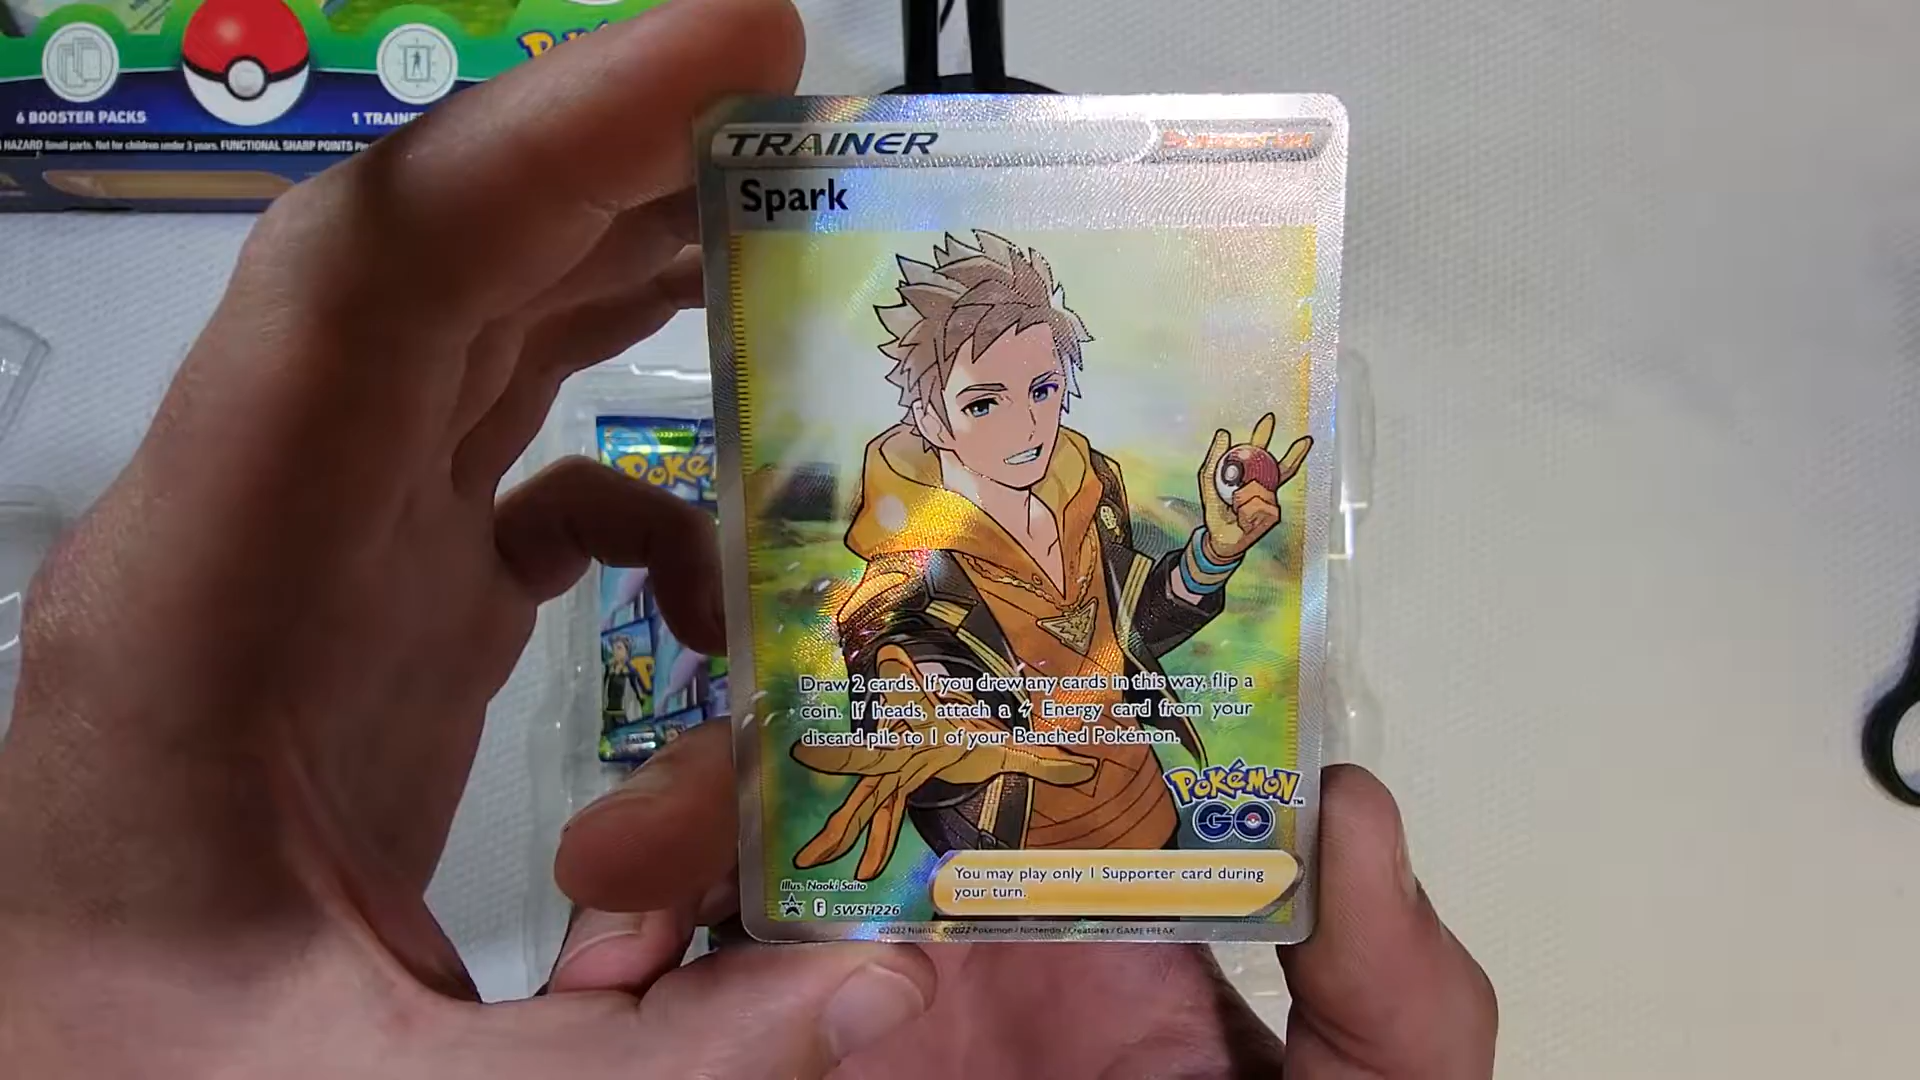 6 BOOSTER PACKS
1 TRAINE
HAZARD Small parts. Not for children under 3 years. FUNCTIONAL SHARP POINTS
TRAINER
Spark
Poké
Draw 2 cards. If you drew any cards in this way, flip a
coin. If heads, attach a Energy card from your
discard pile to 1 of your Benched Pokémon.
POKéMON™
GO
You may play only 1 Supporter card during
your turn.
Illus. Naoki Saito
F SWSH226
©2022 Niantic. ©2022 Pokémon / Nintendo / Creatures / GAME FREAK